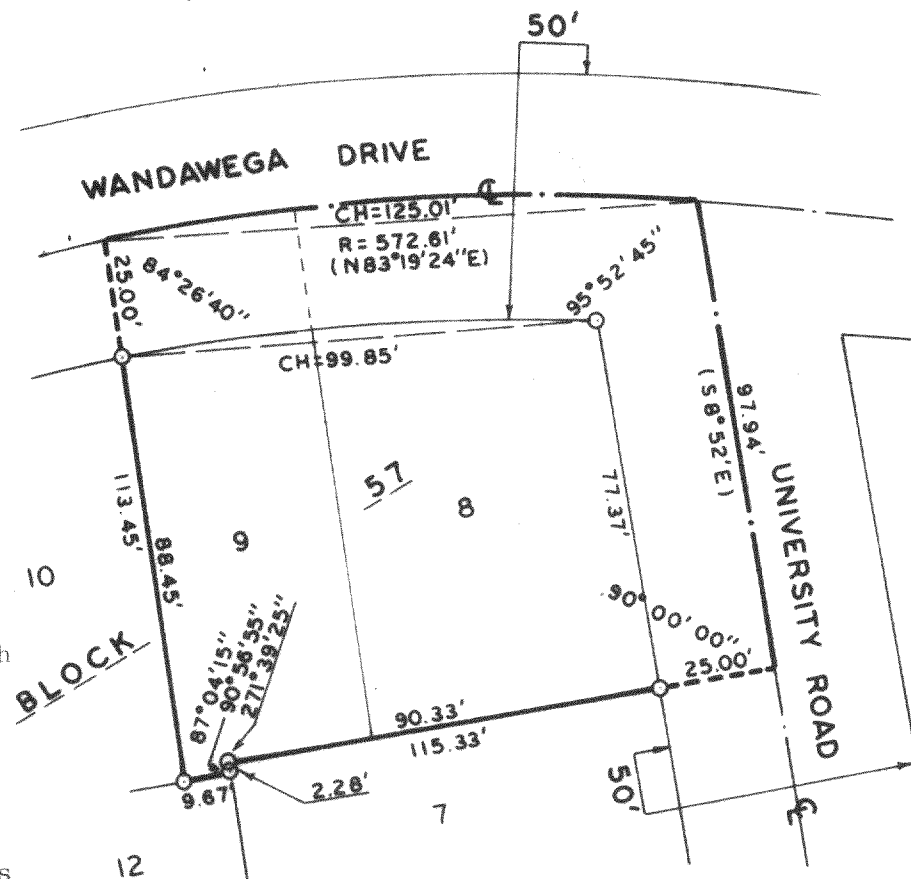 50'
WANDAWEGA DRIVE
℄
CH=125.01'
R=572.61'
(N83°19'24"E)
25.00'
84°26'40"
95°52'45"
CH=99.85'
97.94'
(S8°52'E)
57
8
9
77.37'
113.45'
88.45'
10
UNIVERSITY ROAD
90°00'00"
25.00'
h
BLOCK
87°04'15"
90°56'55"
271°39'25"
90.33'
115.33'
9.67'
2.28'
50'
℄
7
12
s